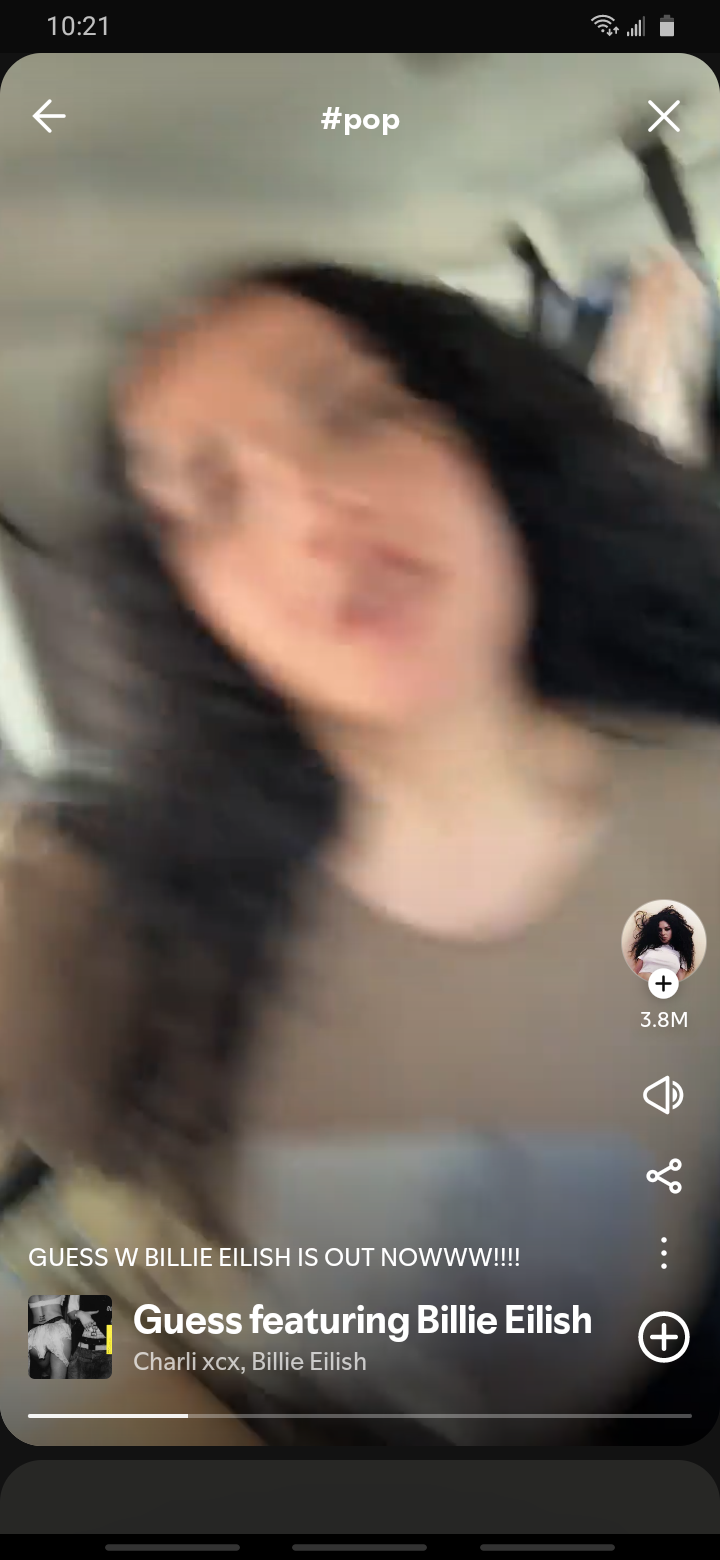 10:21
#pop
3.8M
GUESS W BILLIE EILISH IS OUT NOWWW!!!!
Guess featuring Billie Eilish
Charli xcx, Billie Eilish